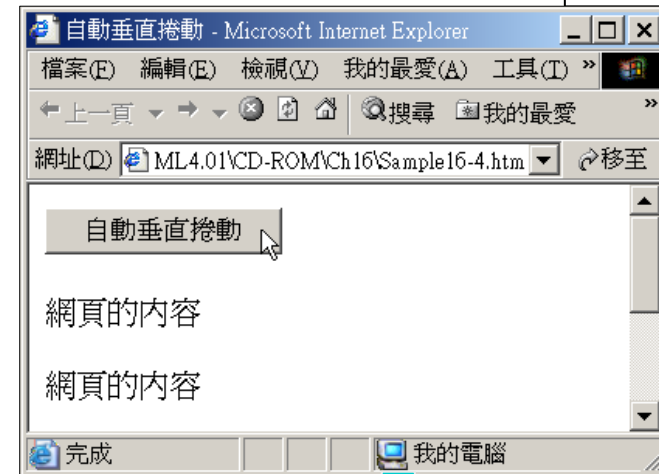 自動垂直捲動 - Microsoft Internet Explorer
檔案(F) 編輯(E) 檢視(V) 我的最愛(A) 工具(T) »
上一頁 搜尋 我的最愛 »
網址(D) ML4.01\CD-ROM\Ch16\Sample16-4.htm 移至
自動垂直捲動
網頁的內容
網頁的內容
完成 我的電腦